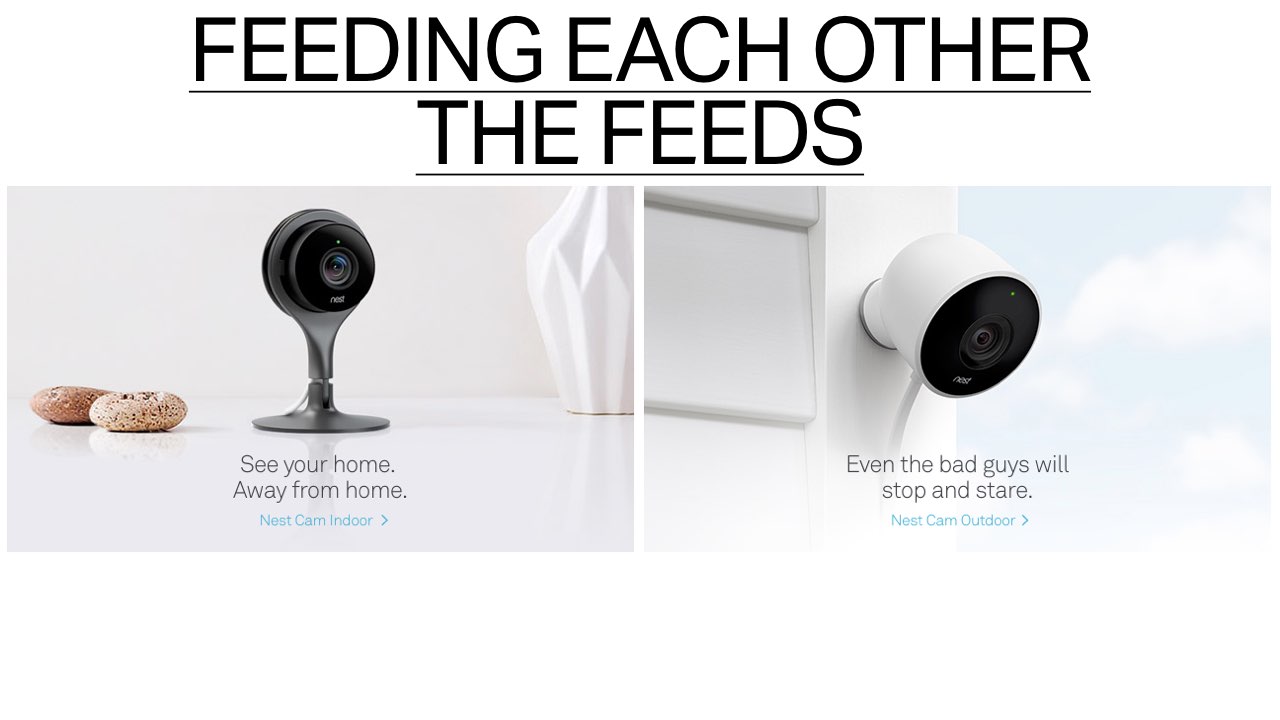 FEEDING EACH OTHER
THE FEEDS
nest
nest
See your home.
Away from home.
Nest Cam Indoor >
Even the bad guys will
stop and stare.
Nest Cam Outdoor >